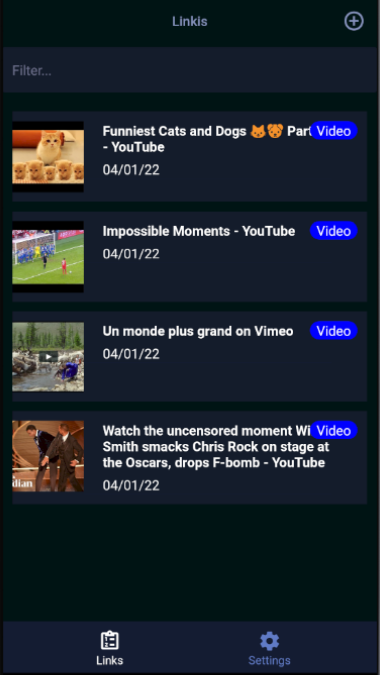 Linkis
Filter...
Funniest Cats and Dogs 🐱🐶 Part
Video
- YouTube
04/01/22
Impossible Moments - YouTube
Video
04/01/22
Un monde plus grand on Vimeo
Video
04/01/22
Watch the uncensored moment Wi
Video
Smith smacks Chris Rock on stage at
the Oscars, drops F-bomb - YouTube
dian
04/01/22
Links
Settings